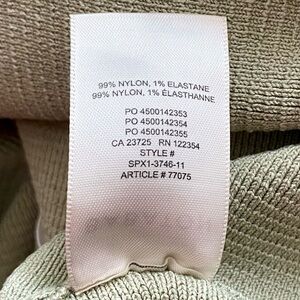 99% NYLON, 1% ELASTANE
99% NYLON, 1% ÉLASTHANNE
PO 4500142353
PO 4500142354
PO 4500142355
CA 23725 RN 122354
STYLE #
SPX1-3746-11
ARTICLE # 77075